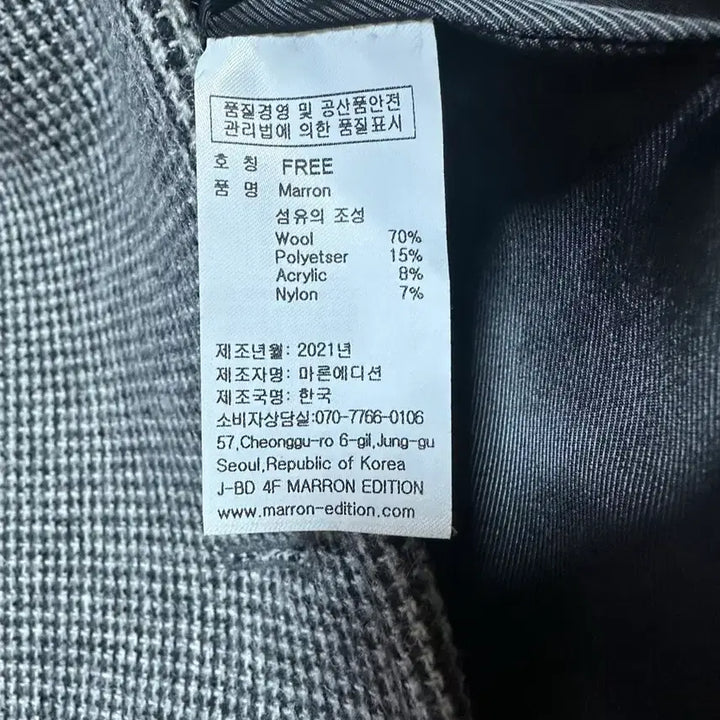 품질경영 및 공산품안전
관리법에 의한 품질표시
호 칭 FREE
품 명 Marron
섬유의 조성
Wool 70%
Polyetser 15%
Acrylic 8%
Nylon 7%
제조년월: 2021년
제조자명: 마론에디션
제조국명: 한국
소비자상담실:070-7766-0106
57,Cheonggu-ro 6-gil,Jung-gu
Seoul,Republic of Korea
J-BD 4F MARRON EDITION
www.marron-edition.com